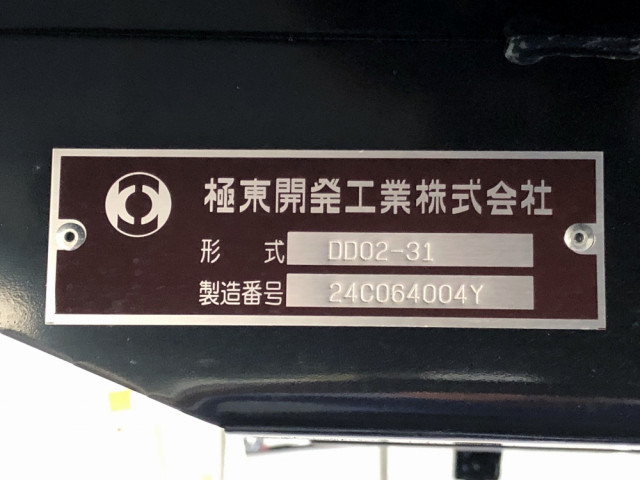 極東開発工業株式会社
形 式 DD02-31
製造番号 24C064004Y